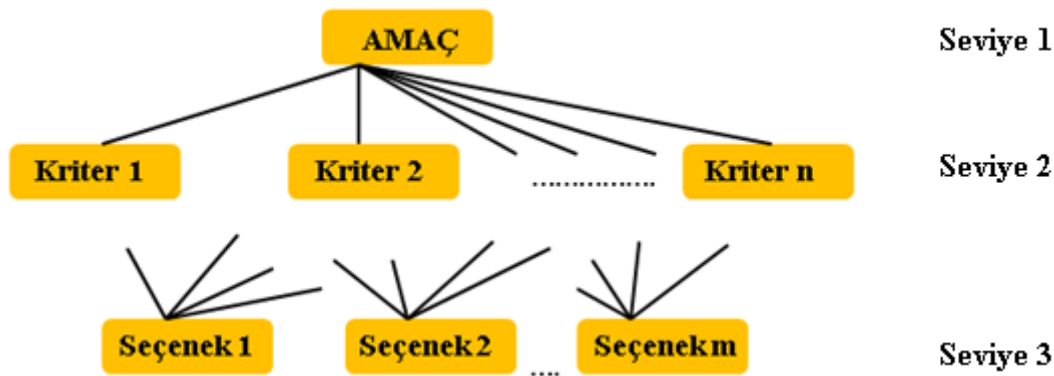 AMAÇ Seviye 1
Kriter 1 Kriter 2 ............... Kriter n Seviye 2
Seçenek 1 Seçenek 2 .... Seçenek m Seviye 3